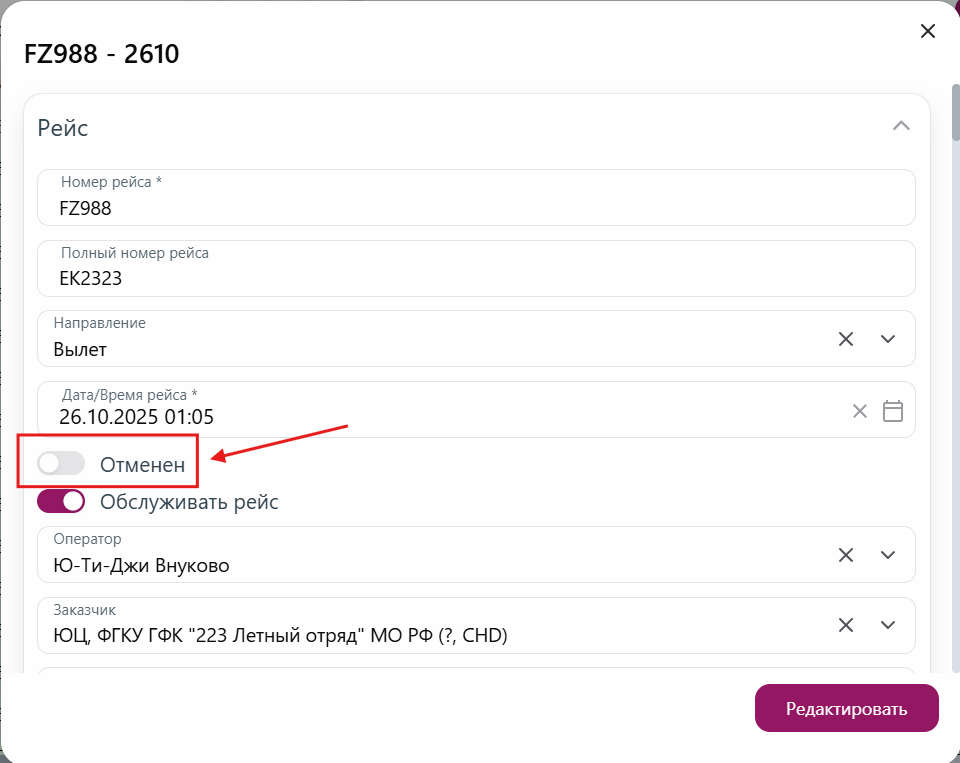 FZ988 - 2610
Рейс
Номер рейса *
FZ988
Полный номер рейса
EK2323
Направление
Вылет
Дата/Время рейса *
26.10.2025 01:05
Отменен
Обслуживать рейс
Оператор
Ю-Ти-Джи Внуково
Заказчик
ЮЦ, ФГКУ ГФК "223 Летный отряд" МО РФ (?, CHD)
Редактировать